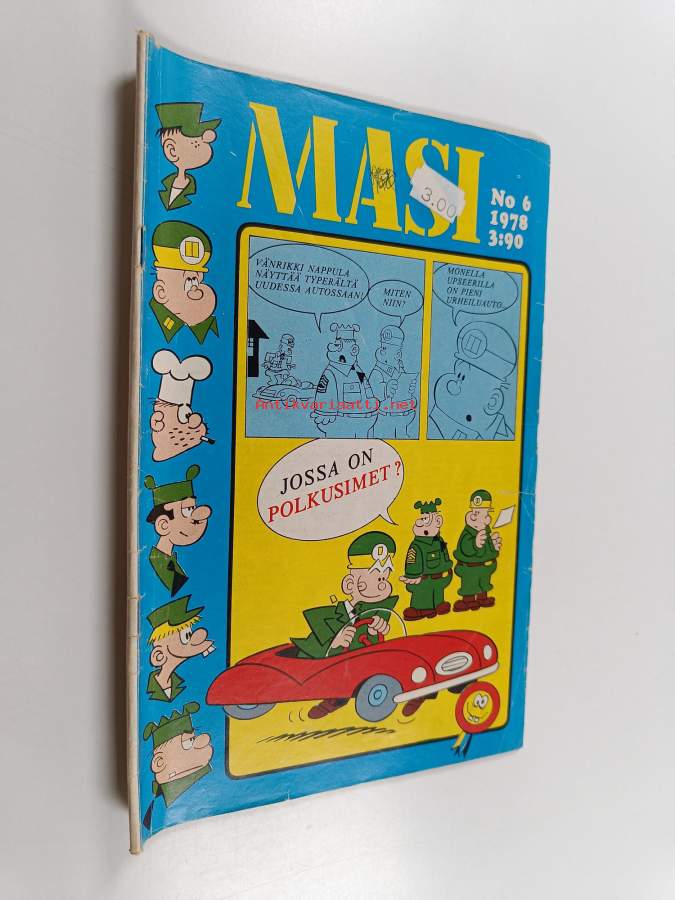 MASI
3.00
No 6
1978
3:90
VÄNRIKKI NAPPULA
NÄYTTÄÄ TYPERÄLTÄ
UUDESSA AUTOSSAAN!
MITEN
NIIN?
MONELLA
UPSEERILLA
ON PIENI
URHEILUAUTO...
Antikvariaatti.net
JOSSA ON
POLKUSIMET?